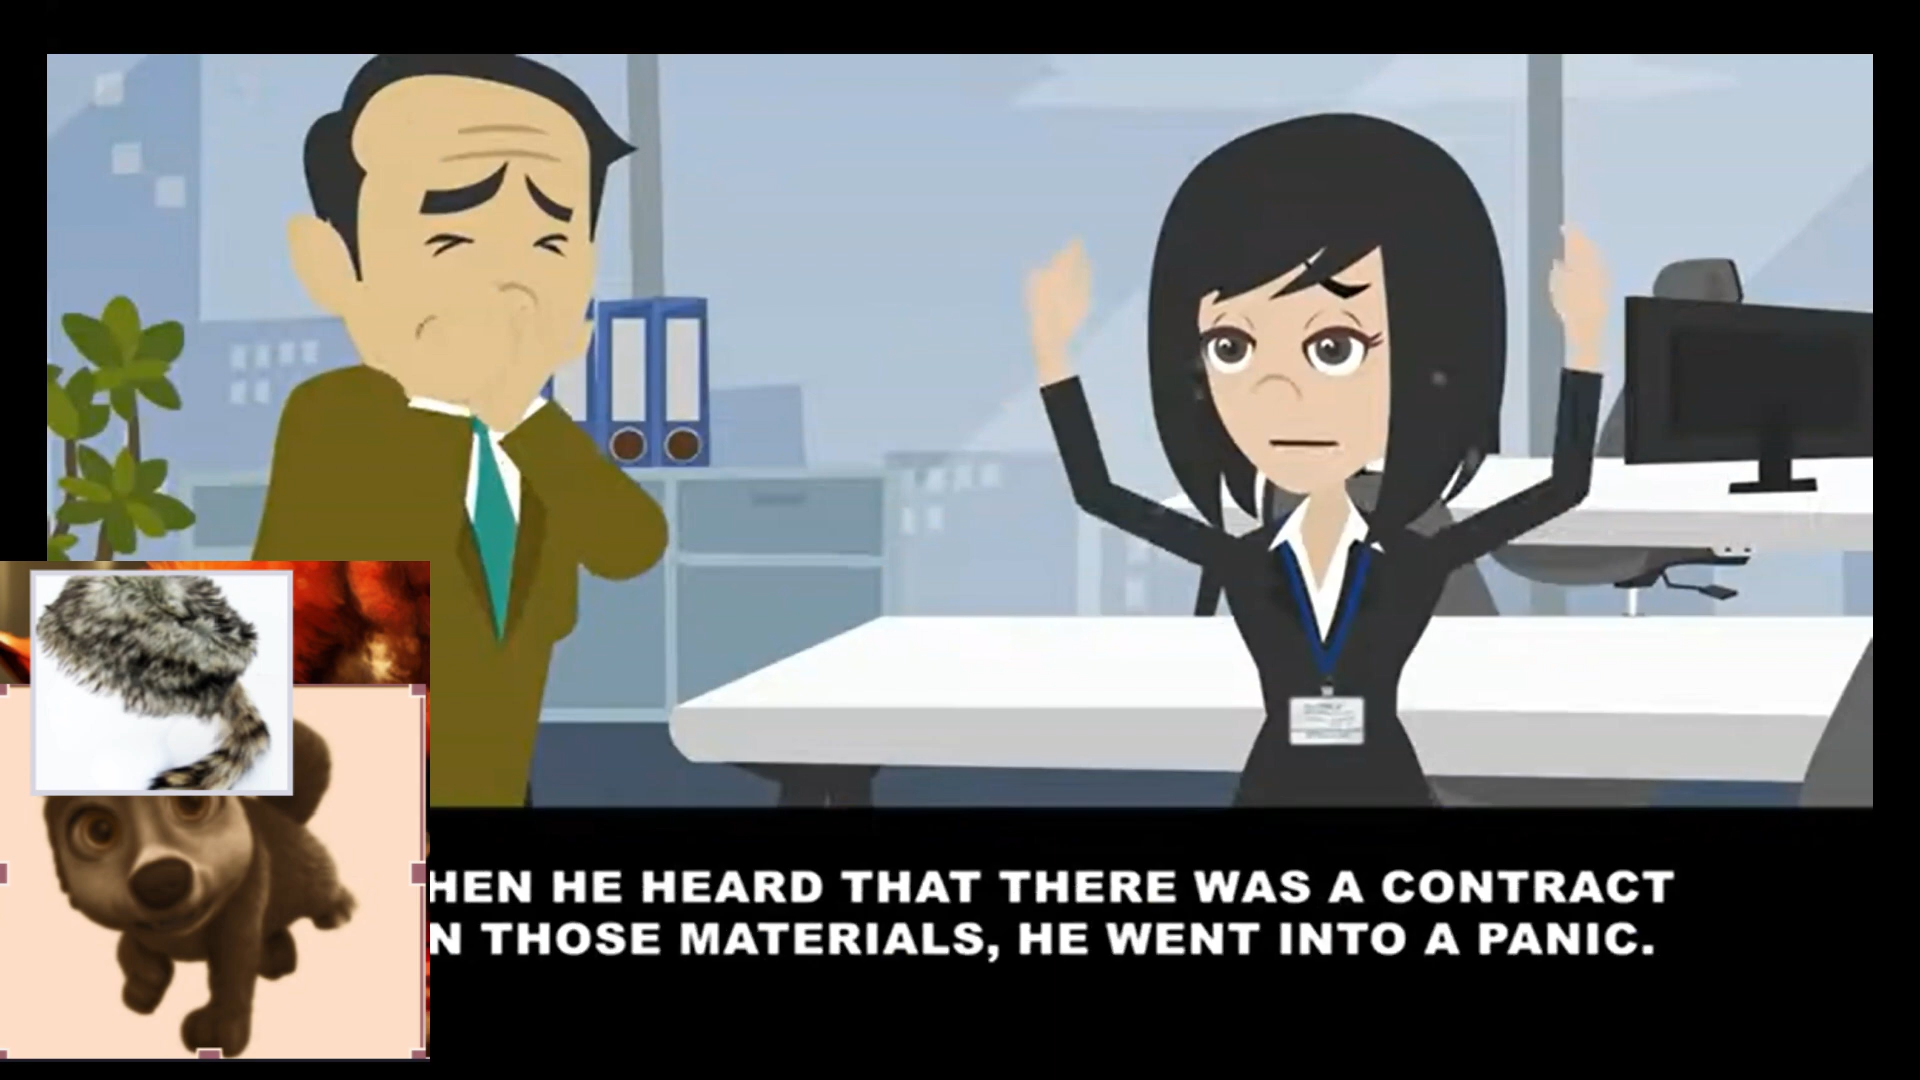 HEN HE HEARD THAT THERE WAS A CONTRACT
N THOSE MATERIALS, HE WENT INTO A PANIC.